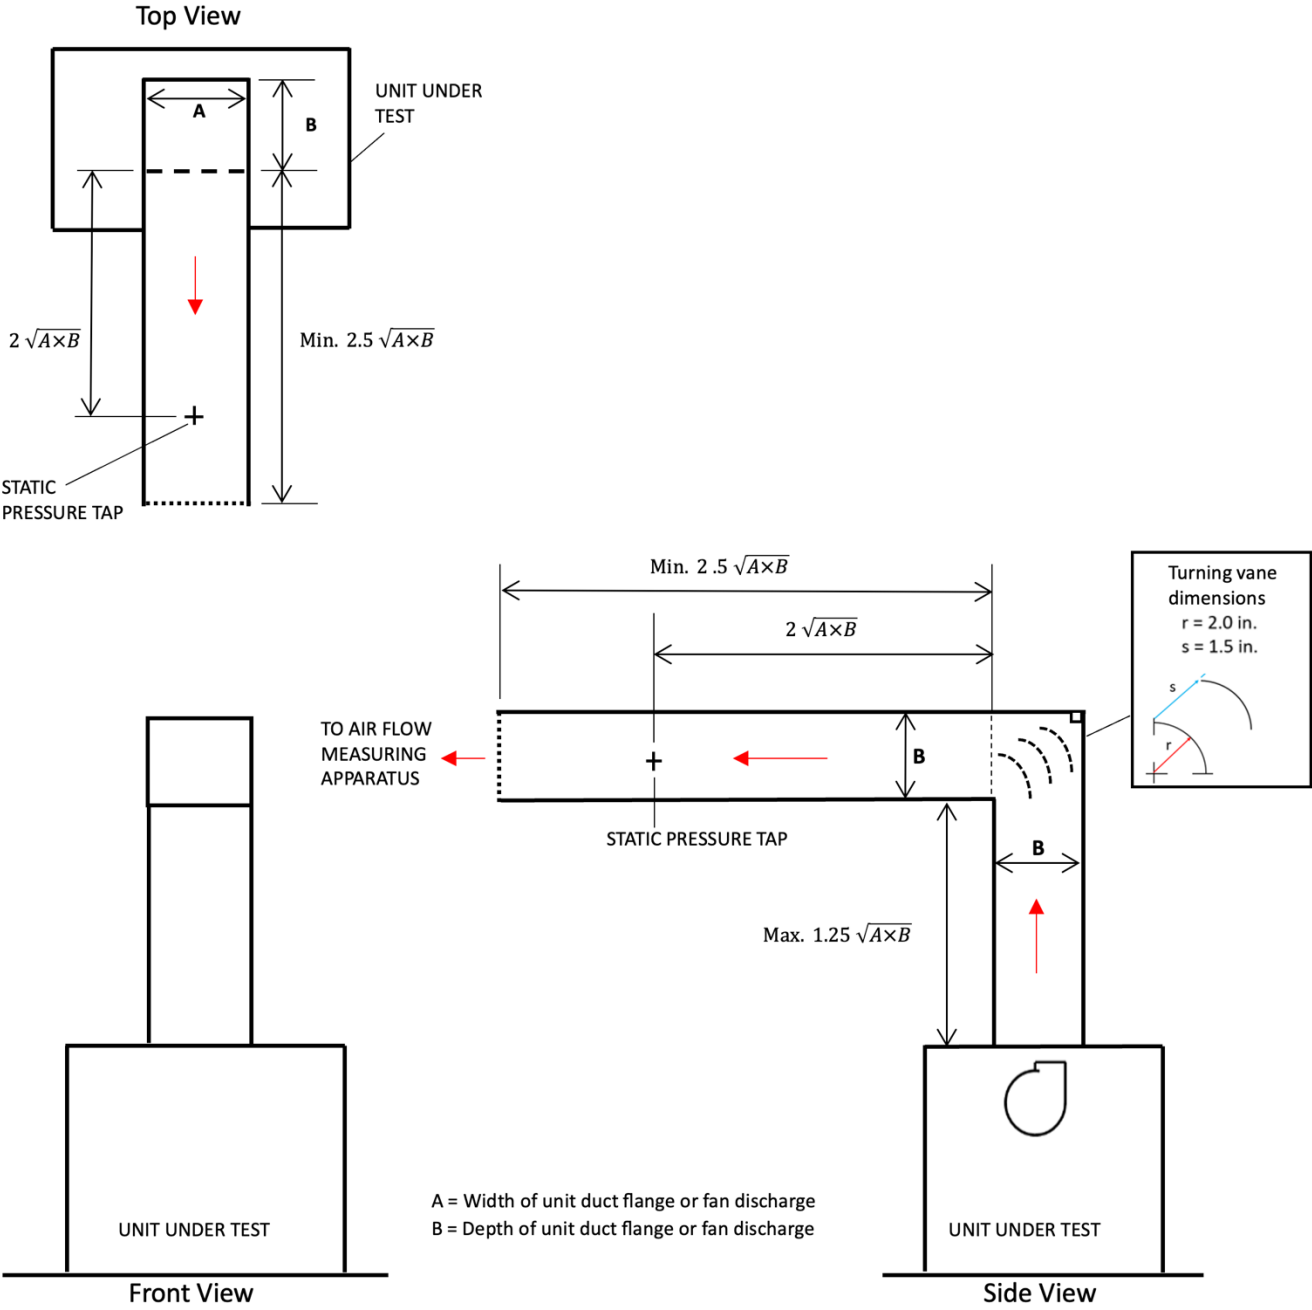 Top View
A
B
UNIT UNDER
TEST
2 √A×B
Min. 2.5 √A×B
STATIC
PRESSURE TAP
Min. 2 .5 √A×B
2 √A×B
Turning vane
dimensions
r = 2.0 in.
s = 1.5 in.
s
r
TO AIR FLOW
MEASURING
APPARATUS
B
STATIC PRESSURE TAP
B
Max. 1.25 √A×B
A = Width of unit duct flange or fan discharge
B = Depth of unit duct flange or fan discharge
UNIT UNDER TEST
UNIT UNDER TEST
Front View
Side View